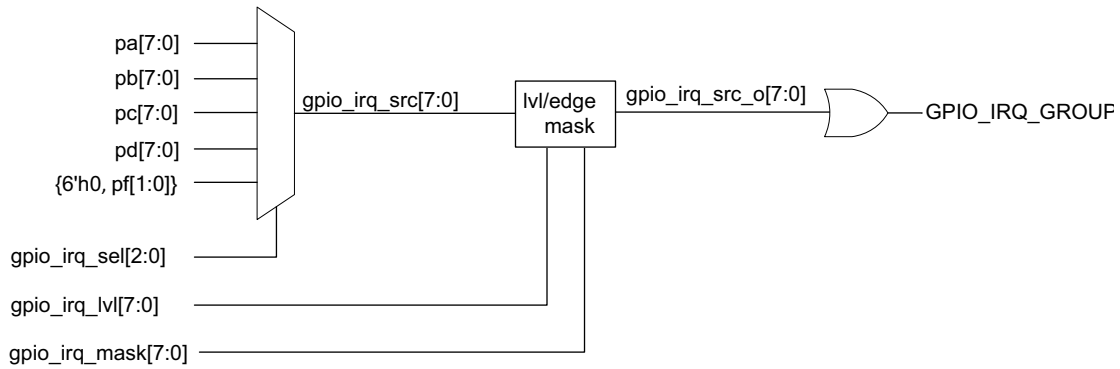 pa[7:0]
pb[7:0]
pc[7:0]
pd[7:0]
{6'h0, pf[1:0]}
gpio_irq_sel[2:0]
gpio_irq_lvl[7:0]
gpio_irq_mask[7:0]
gpio_irq_src[7:0]
lvl/edge
mask
gpio_irq_src_o[7:0]
GPIO_IRQ_GROUP